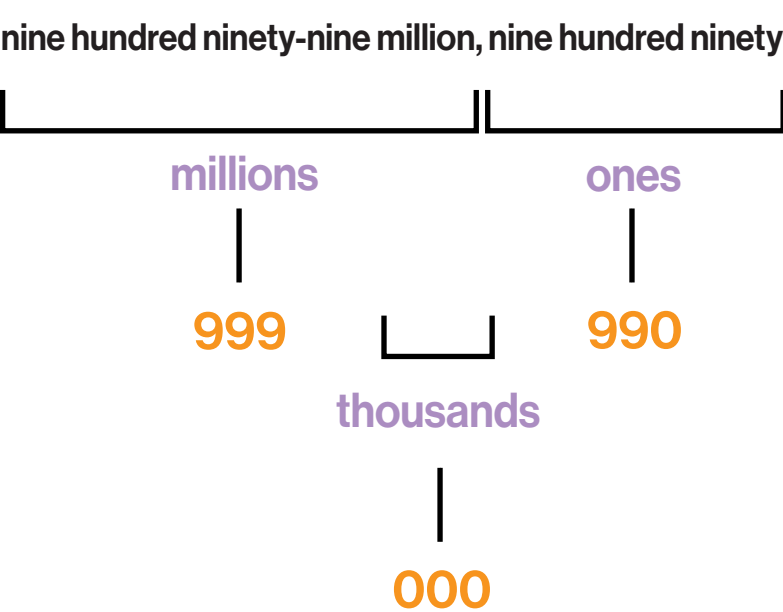 nine hundred ninety-nine million, nine hundred ninety
millions ones
999 990
thousands
000